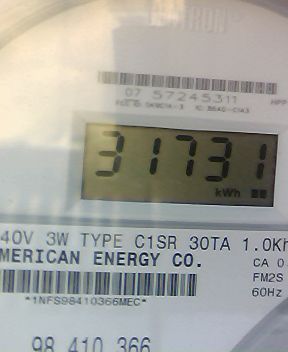 07 57245311
31731
kWh
40V 3W TYPE C1SR 30TA 1.0Kh
MERICAN ENERGY CO.
CA 0
FM2S
60Hz
*1NFS98410366MEC*
98 410 366